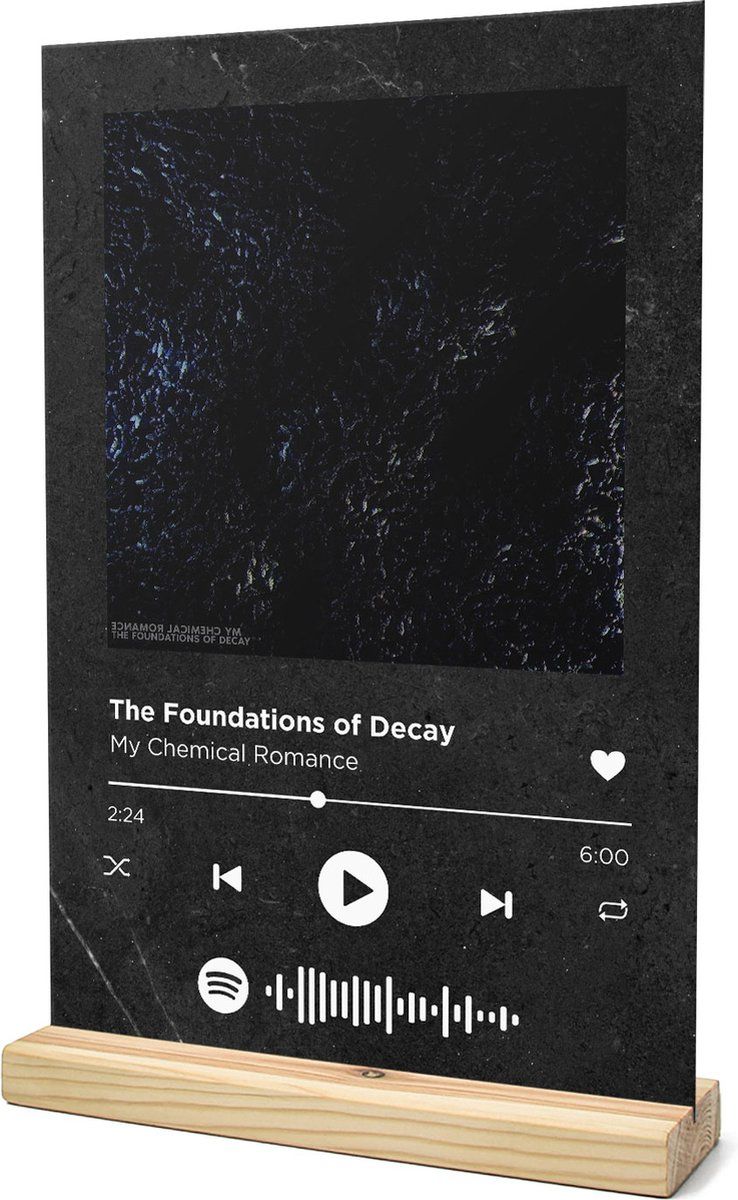 MY CHEMICAL ROMANCE
THE FOUNDATIONS OF DECAY
The Foundations of Decay
My Chemical Romance
2:24
6:00